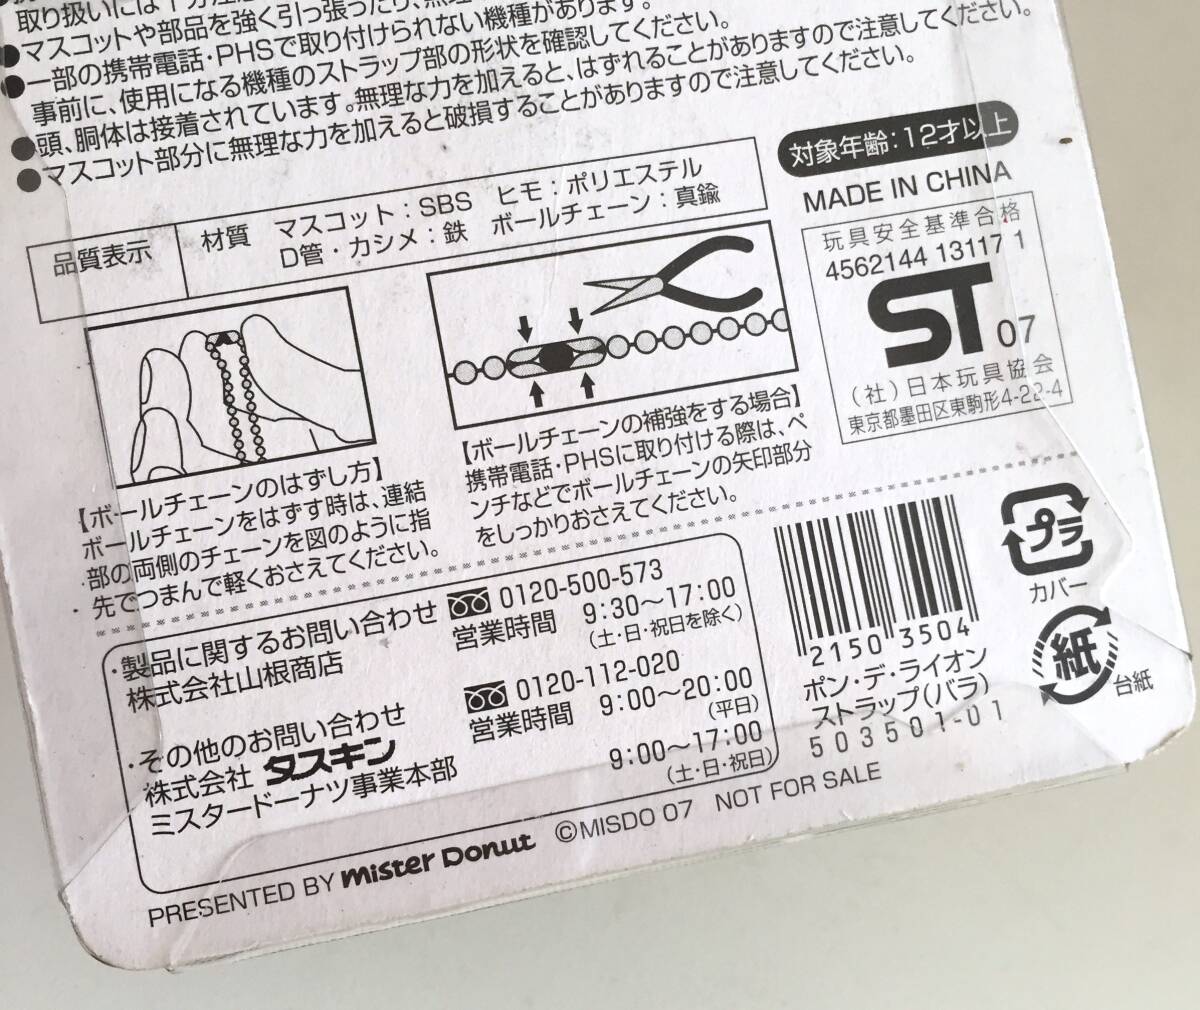 取り扱いには十分注意
●マスコットや部品を強く引っ張ったり、無理
●一部の携帯電話・PHSで取り付けられない機種があります。
事前に、使用になる機種のストラップ部の形状を確認してください。
●頭、胴体は接着されています。無理な力を加えると、はずれることがありますので注意してください。
●マスコット部分に無理な力を加えると破損することがありますので注意してください。
対象年齢:12才以上
MADE IN CHINA
品質表示
材質
マスコット:SBS ヒモ:ポリエステル
D管・カシメ:鉄 ボールチェーン:真鍮
玩具安全基準合格
4562144 13117 1
ST 07
(社)日本玩具協会
東京都墨田区東駒形4-22-4
【ボールチェーンのはずし方】
ボールチェーンをはずす時は、連結
部の両側のチェーンを図のように指
先でつまんで軽くおさえてください。
【ボールチェーンの補強をする場合】
携帯電話・PHSに取り付ける際は、ペ
ンチなどでボールチェーンの矢印部分
をしっかりおさえてください。
・製品に関するお問い合わせ
株式会社山根商店
0120-500-573
営業時間 9:30〜17:00
(土・日・祝日を除く)
・その他のお問い合わせ
株式会社 ダスキン
ミスタードーナツ事業本部
0120-112-020
営業時間 9:00〜20:00
(平日)
9:00〜17:00
(土・日・祝日)
2150 3504
ポン・デ・ライオン
ストラップ(バラ)
503501-01
プラ
カバー
紙
台紙
PRESENTED BY mister Donut ©MISDO 07 NOT FOR SALE